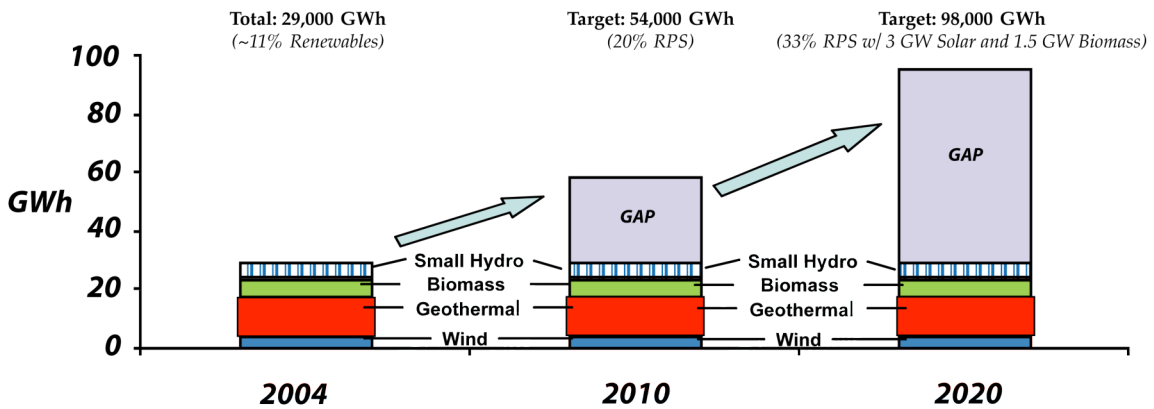 Total: 29,000 GWh
(~11% Renewables)
Target: 54,000 GWh
(20% RPS)
Target: 98,000 GWh
(33% RPS w/ 3 GW Solar and 1.5 GW Biomass)
100
80
60
40
20
0
GWh
GAP
GAP
Small Hydro
Biomass
Geothermal
Wind
Small Hydro
Biomass
Geothermal
Wind
2004
2010
2020